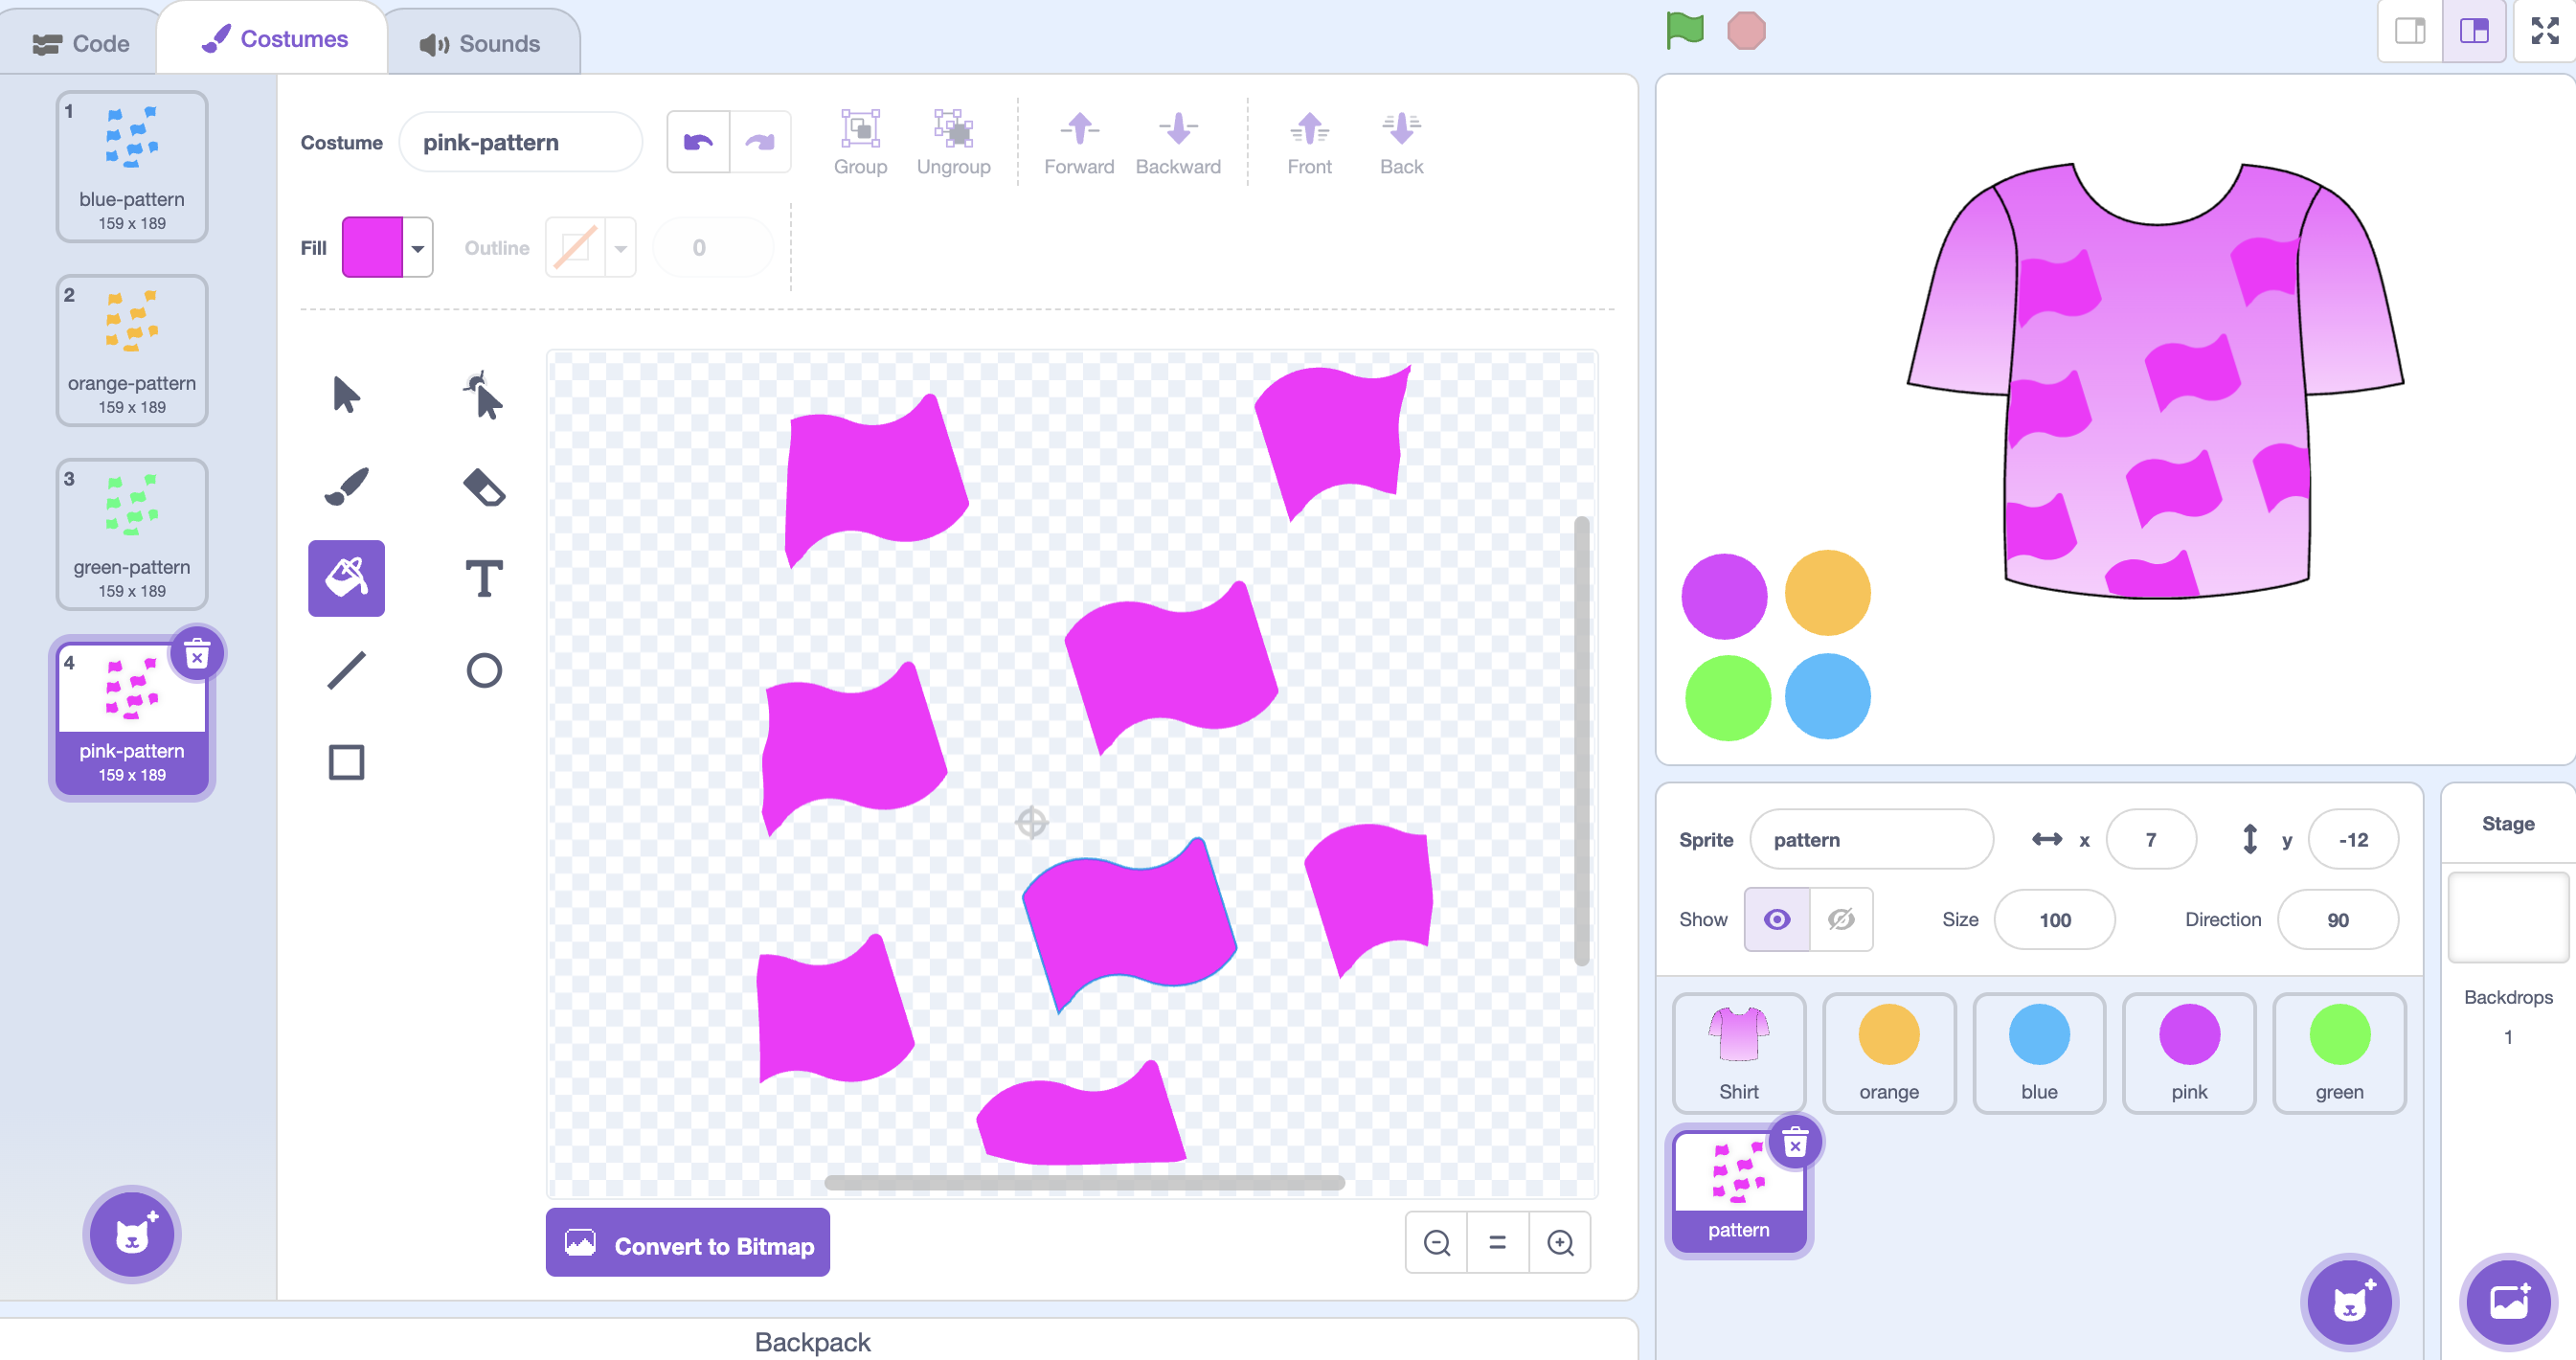 Code
Costumes
Sounds
1
blue-pattern
159 x 189
2
orange-pattern
159 x 189
3
green-pattern
159 x 189
4
pink-pattern
159 x 189
Costume
pink-pattern
Group
Ungroup
Forward
Backward
Front
Back
Fill
Outline
0
Convert to Bitmap
Backpack
Sprite
pattern
x
7
y
-12
Show
Size
100
Direction
90
Shirt
orange
blue
pink
green
pattern
Stage
Backdrops
1